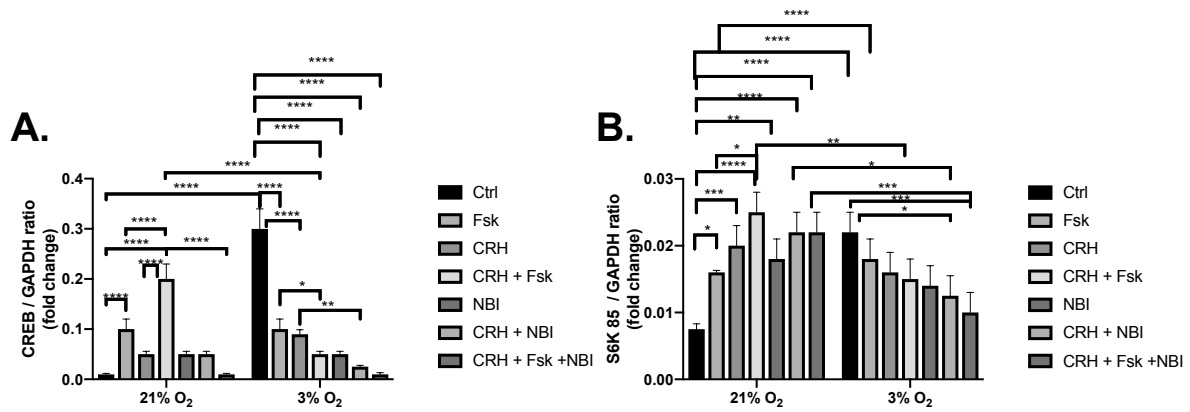 A.
****
****
****
****
****
****
****
****
****
****
****
****
****
****
*
**
CREB / GAPDH ratio
(fold change)
0.4
0.3
0.2
0.1
0.0
21% O2
3% O2
Ctrl
Fsk
CRH
CRH + Fsk
NBI
CRH + NBI
CRH + Fsk +NBI
B.
****
****
****
****
**
*
****
***
*
**
*
***
***
*
S6K 85 / GAPDH ratio
(fold change)
0.03
0.02
0.01
0.00
21% O2
3% O2
Ctrl
Fsk
CRH
CRH + Fsk
NBI
CRH + NBI
CRH + Fsk +NBI